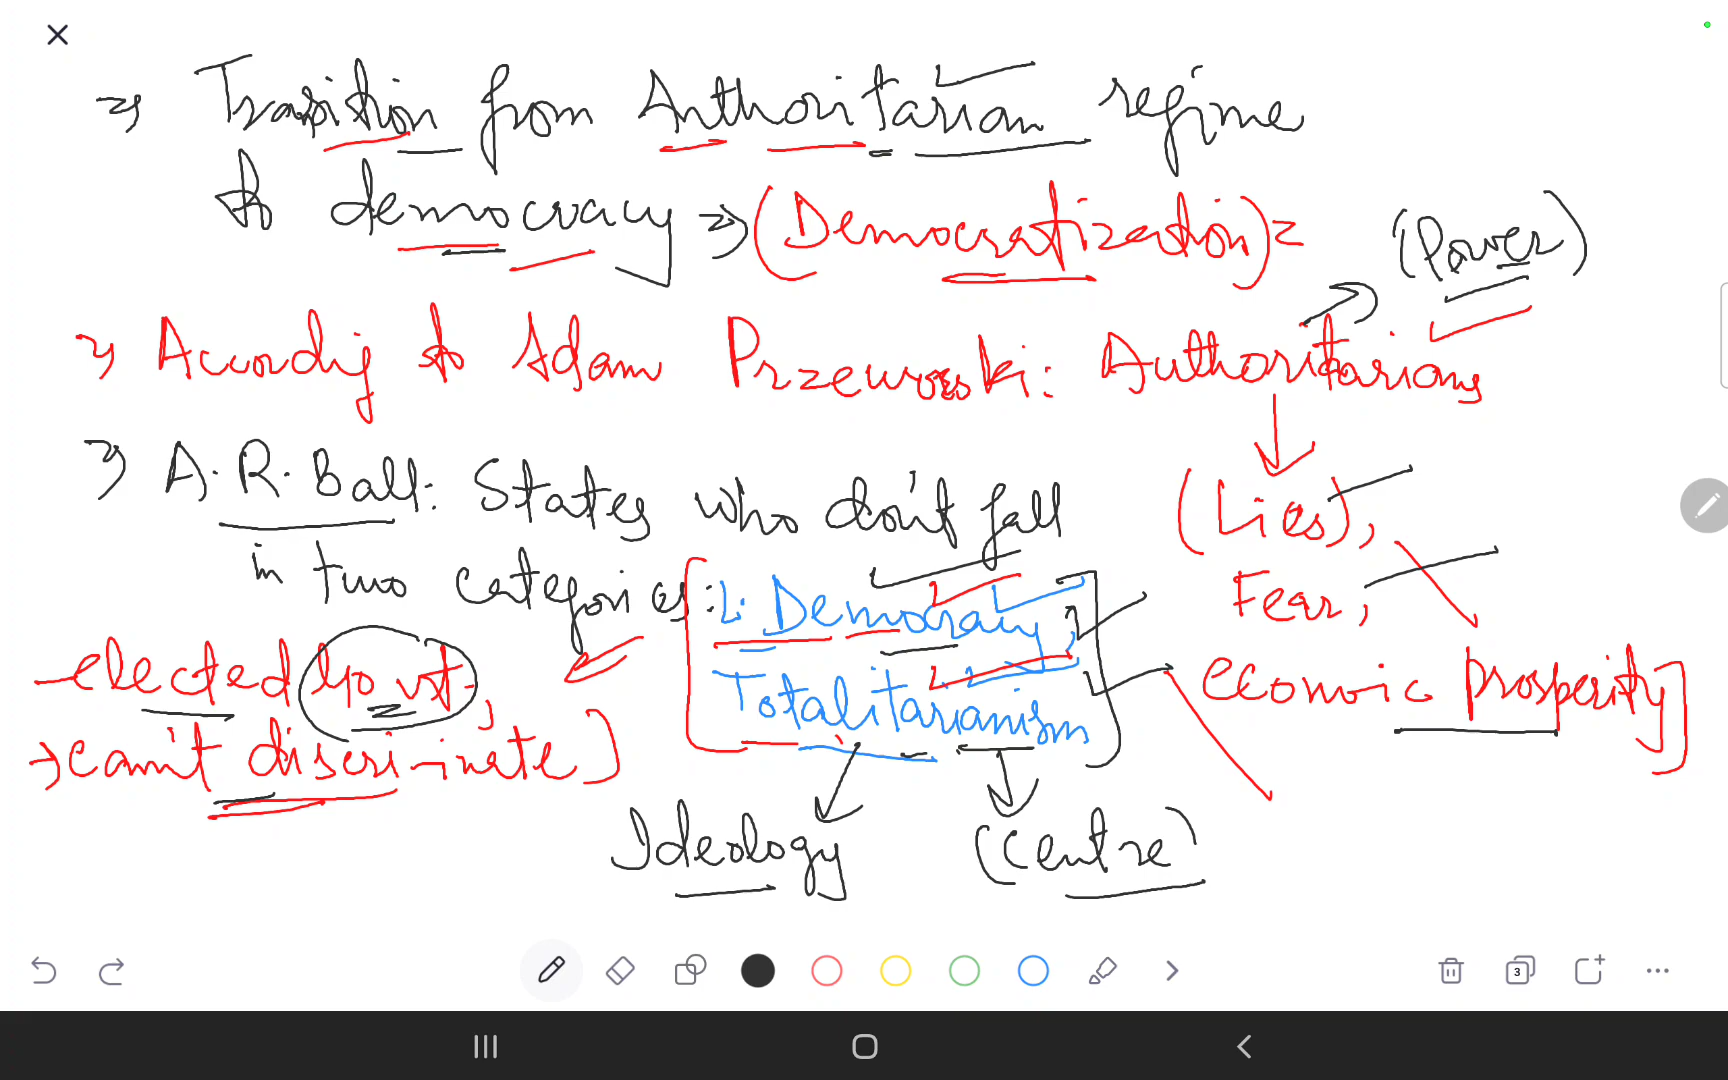 ⇒ Transition from Authoritarian regime
to democracy ⇒ (Democratization) =
(Power)
⇒ According to Adam Przeworski: Authoritarians
(Lies),
Fear,
economic prosperity]
⇒ A.R. Ball: States who don't fall
in two categories:
1. Democracy
Totalitarianism
- elected govt,
→ can't discriminate]
Ideology
(Centre)
3